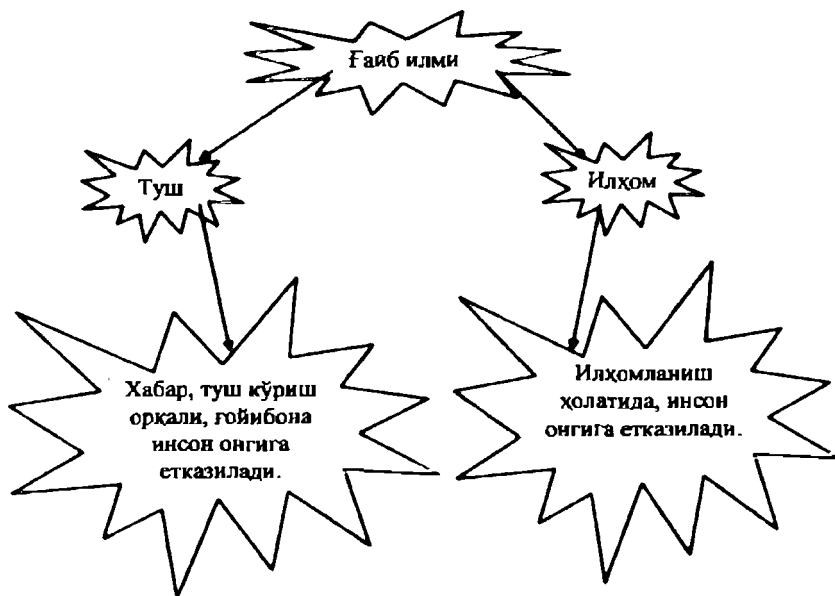 Ғайб илми
Туш
Илҳом
Хабар, туш кўриш
орқали, ғойибона
инсон онгига
етказилади.
Илҳомланиш
ҳолатида, инсон
онгига етказилади.